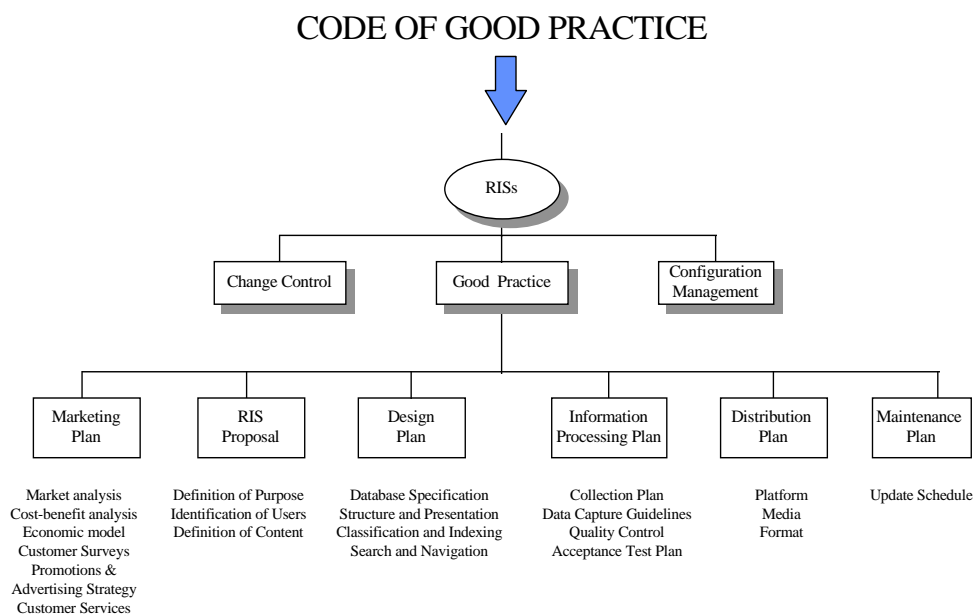 CODE OF GOOD PRACTICE
RISs
Change Control
Good Practice
Configuration
Management
Marketing
Plan
RIS
Proposal
Design
Plan
Information
Processing Plan
Distribution
Plan
Maintenance
Plan
Market analysis
Cost-benefit analysis
Economic model
Customer Surveys
Promotions &
Advertising Strategy
Customer Services
Definition of Purpose
Identification of Users
Definition of Content
Database Specification
Structure and Presentation
Classification and Indexing
Search and Navigation
Collection Plan
Data Capture Guidelines
Quality Control
Acceptance Test Plan
Platform
Media
Format
Update Schedule